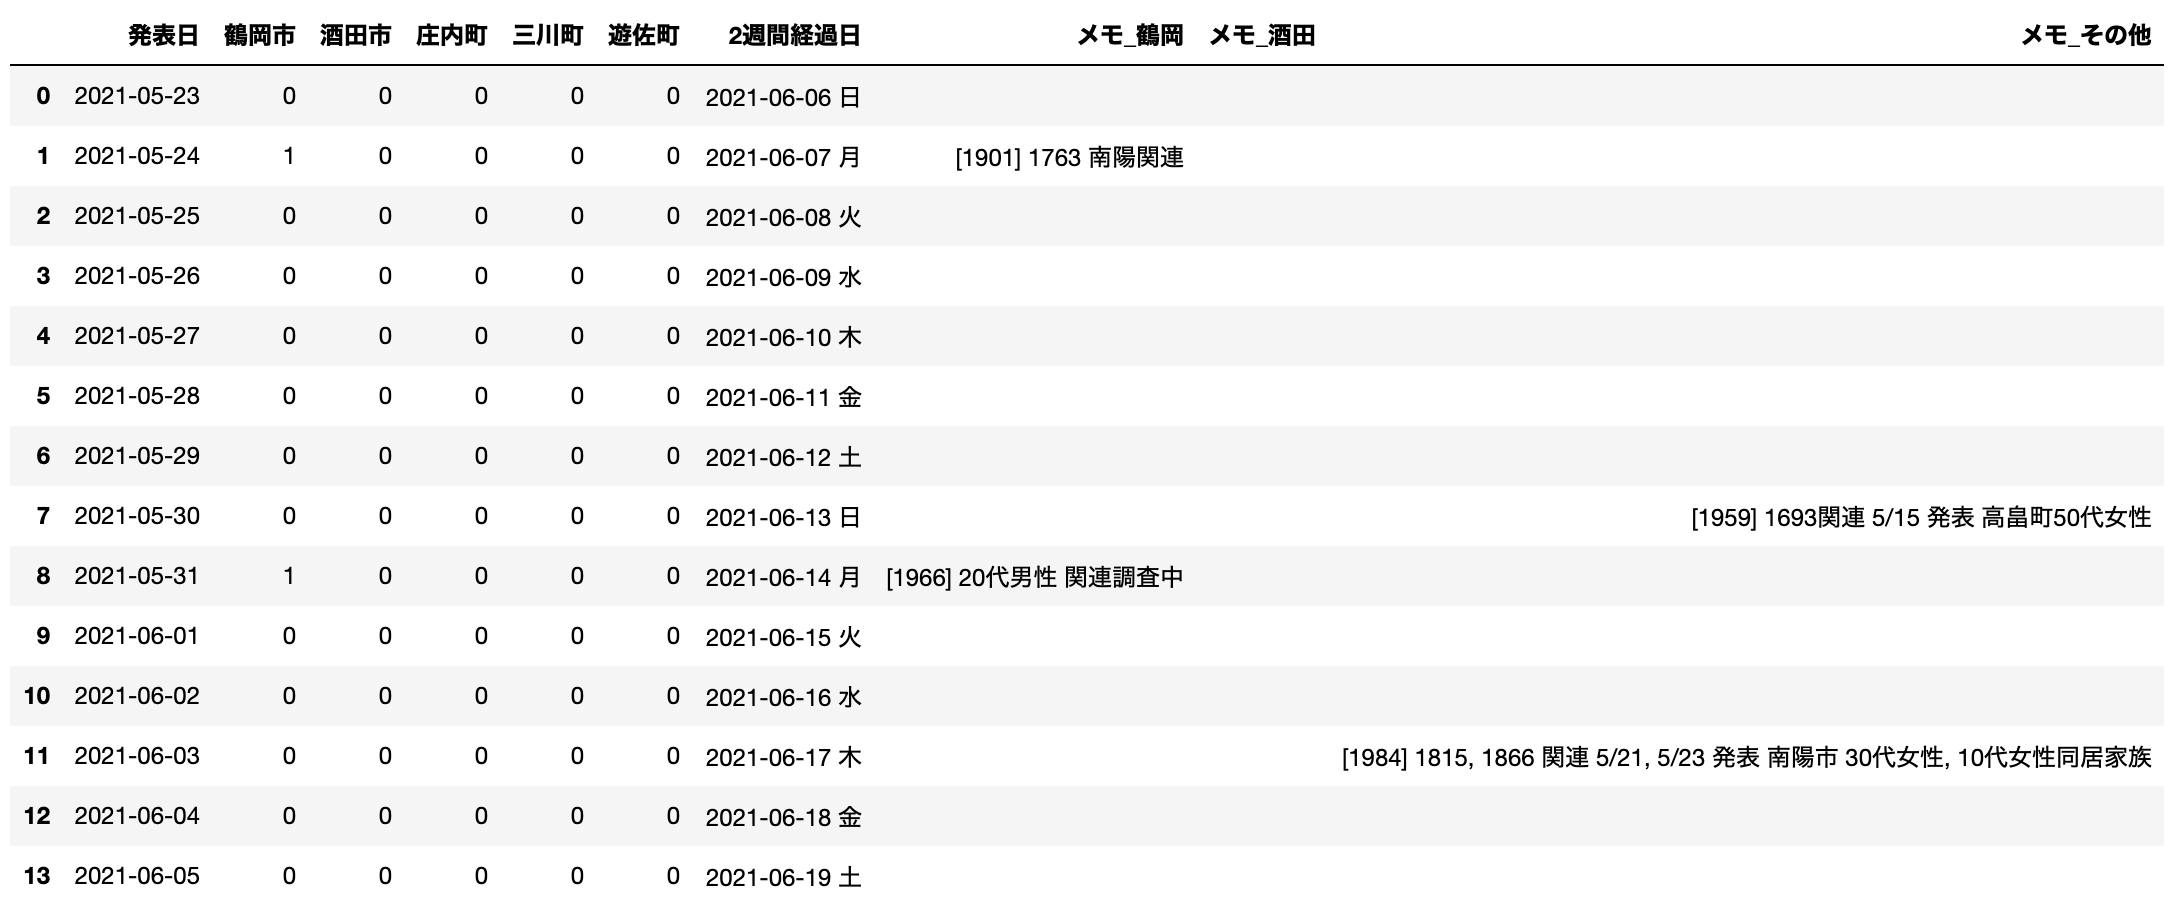 発表日 鶴岡市 酒田市 庄内町 三川町 遊佐町 2週間経過日 メモ_鶴岡 メモ_酒田 メモ_その他
0 2021-05-23 0 0 0 0 0 2021-06-06 日
1 2021-05-24 1 0 0 0 0 2021-06-07 月 [1901] 1763 南陽関連
2 2021-05-25 0 0 0 0 0 2021-06-08 火
3 2021-05-26 0 0 0 0 0 2021-06-09 水
4 2021-05-27 0 0 0 0 0 2021-06-10 木
5 2021-05-28 0 0 0 0 0 2021-06-11 金
6 2021-05-29 0 0 0 0 0 2021-06-12 土
7 2021-05-30 0 0 0 0 0 2021-06-13 日 [1959] 1693関連 5/15 発表 高畠町50代女性
8 2021-05-31 1 0 0 0 0 2021-06-14 月 [1966] 20代男性 関連調査中
9 2021-06-01 0 0 0 0 0 2021-06-15 火
10 2021-06-02 0 0 0 0 0 2021-06-16 水
11 2021-06-03 0 0 0 0 0 2021-06-17 木 [1984] 1815, 1866 関連 5/21, 5/23 発表 南陽市 30代女性, 10代女性同居家族
12 2021-06-04 0 0 0 0 0 2021-06-18 金
13 2021-06-05 0 0 0 0 0 2021-06-19 土